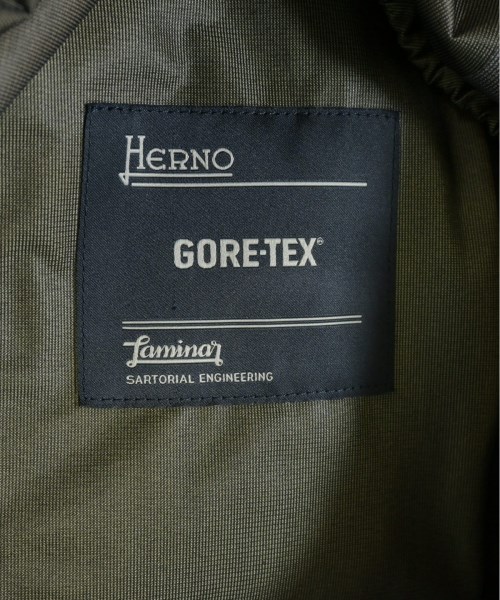 HERNO
GORE-TEX®
Laminar
SARTORIAL ENGINEERING